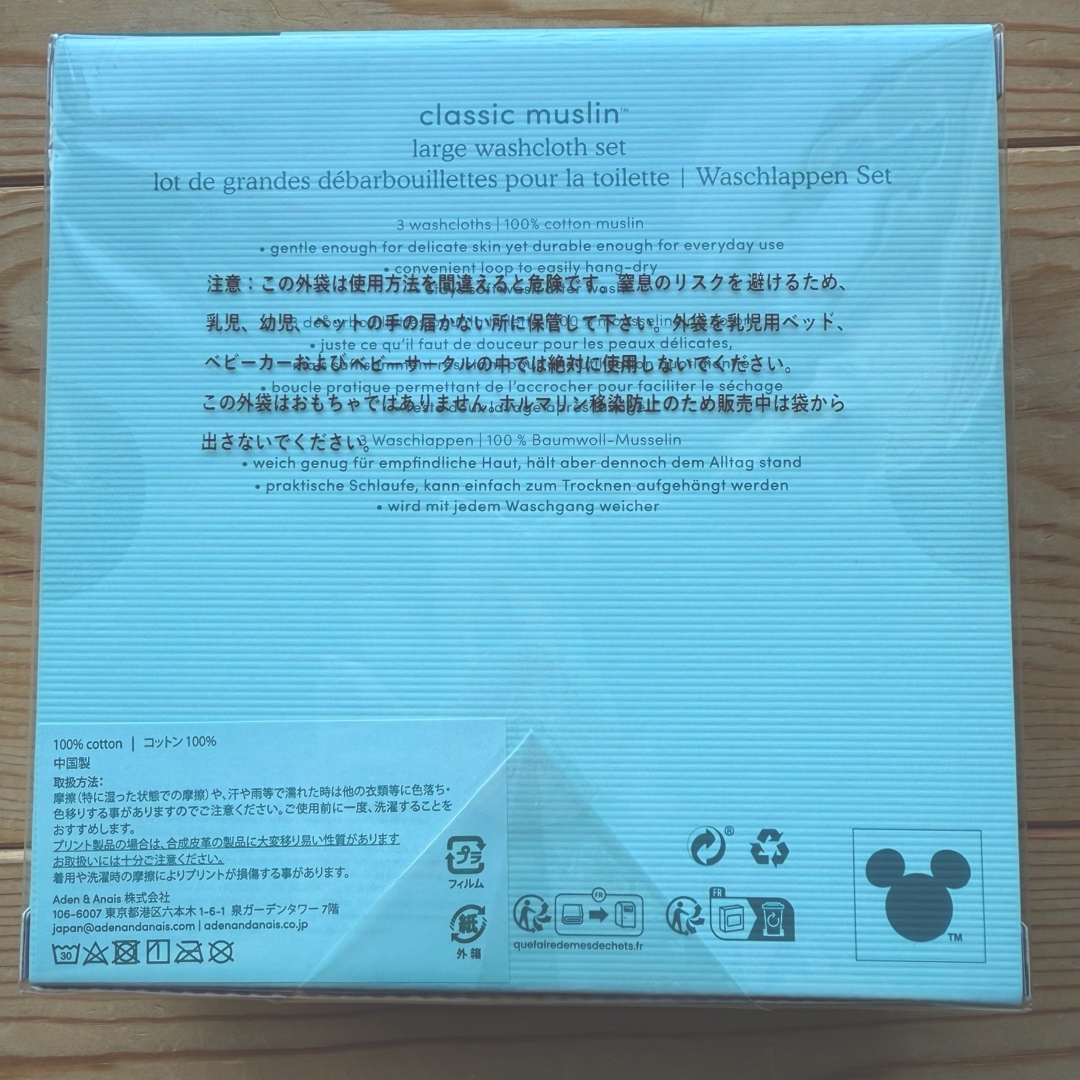 classic muslin™
large washcloth set
lot de grandes débarbouillettes pour la toilette | Waschlappen Set
3 washcloths | 100% cotton muslin
• gentle enough for delicate skin yet durable enough for everyday use
• convenient loop to easily hang-dry
注意：この外袋は使用方法を間違えると危険です。窒息のリスクを避けるため、
乳児、幼児、ペットの手の届かない所に保管して下さい。外袋を乳児用ベッド、
• juste ce qu'il faut de douceur pour les peaux délicates,
ベビーカーおよびベビーサークルの中では絶対に使用しないでください。
• boucle pratique permettant de l'accrocher pour faciliter le séchage
この外袋はおもちゃではありません。ホルマリン移染防止のため販売中は袋から
出さないでください。
3 Waschlappen | 100 % Baumwoll-Musselin
• weich genug für empfindliche Haut, hält aber dennoch dem Alltag stand
• praktische Schlaufe, kann einfach zum Trocknen aufgehängt werden
• wird mit jedem Waschgang weicher
100% cotton | コットン 100%
中国製
取扱方法：
摩擦（特に湿った状態での摩擦）や、汗や雨等で濡れた時は他の衣類等に色落ち・
色移りする事がありますのでご注意ください。ご使用前に一度、洗濯することを
おすすめします。
プリント製品の場合は、合成皮革の製品に大変移り易い性質があります
お取扱いには十分ご注意ください。
着用や洗濯時の摩擦によりプリントが損傷する事があります。
Aden & Anais 株式会社
106-6007 東京都港区六本木 1-6-1 泉ガーデンタワー 7階
japan@adenandanais.com | adenandanais.co.jp
30
プラ
フィルム
紙
外箱
®
FR
FR
quefairedemesdechets.fr
TM